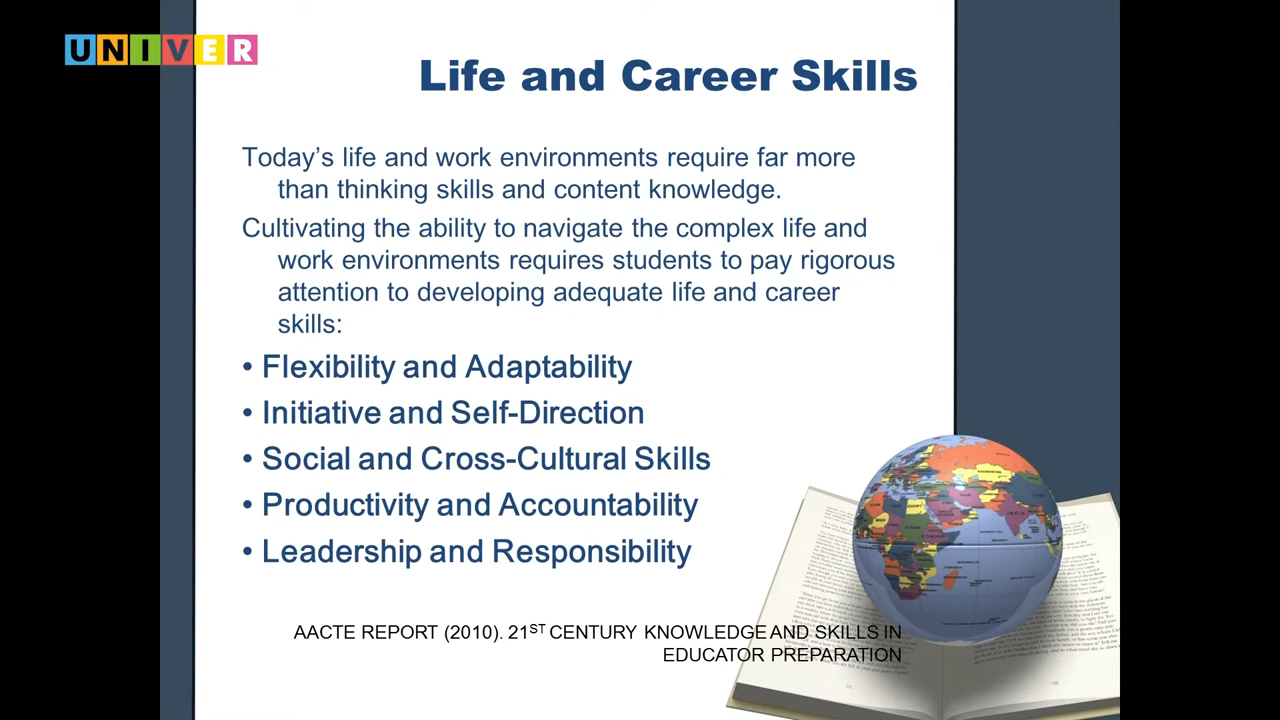 UNIVER
Life and Career Skills
Today's life and work environments require far more
than thinking skills and content knowledge.
Cultivating the ability to navigate the complex life and
work environments requires students to pay rigorous
attention to developing adequate life and career
skills:
• Flexibility and Adaptability
• Initiative and Self-Direction
• Social and Cross-Cultural Skills
• Productivity and Accountability
• Leadership and Responsibility
AACTE REPORT (2010). 21ST CENTURY KNOWLEDGE AND SKILLS IN
EDUCATOR PREPARATION
INDIA